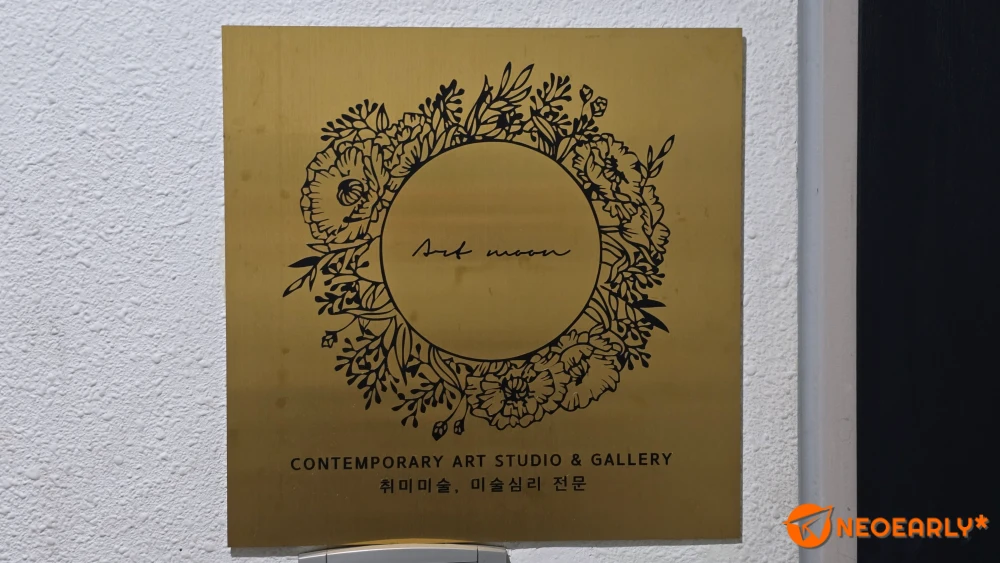 Art moon
CONTEMPORARY ART STUDIO & GALLERY
취미미술, 미술심리 전문
NEOEARLY*